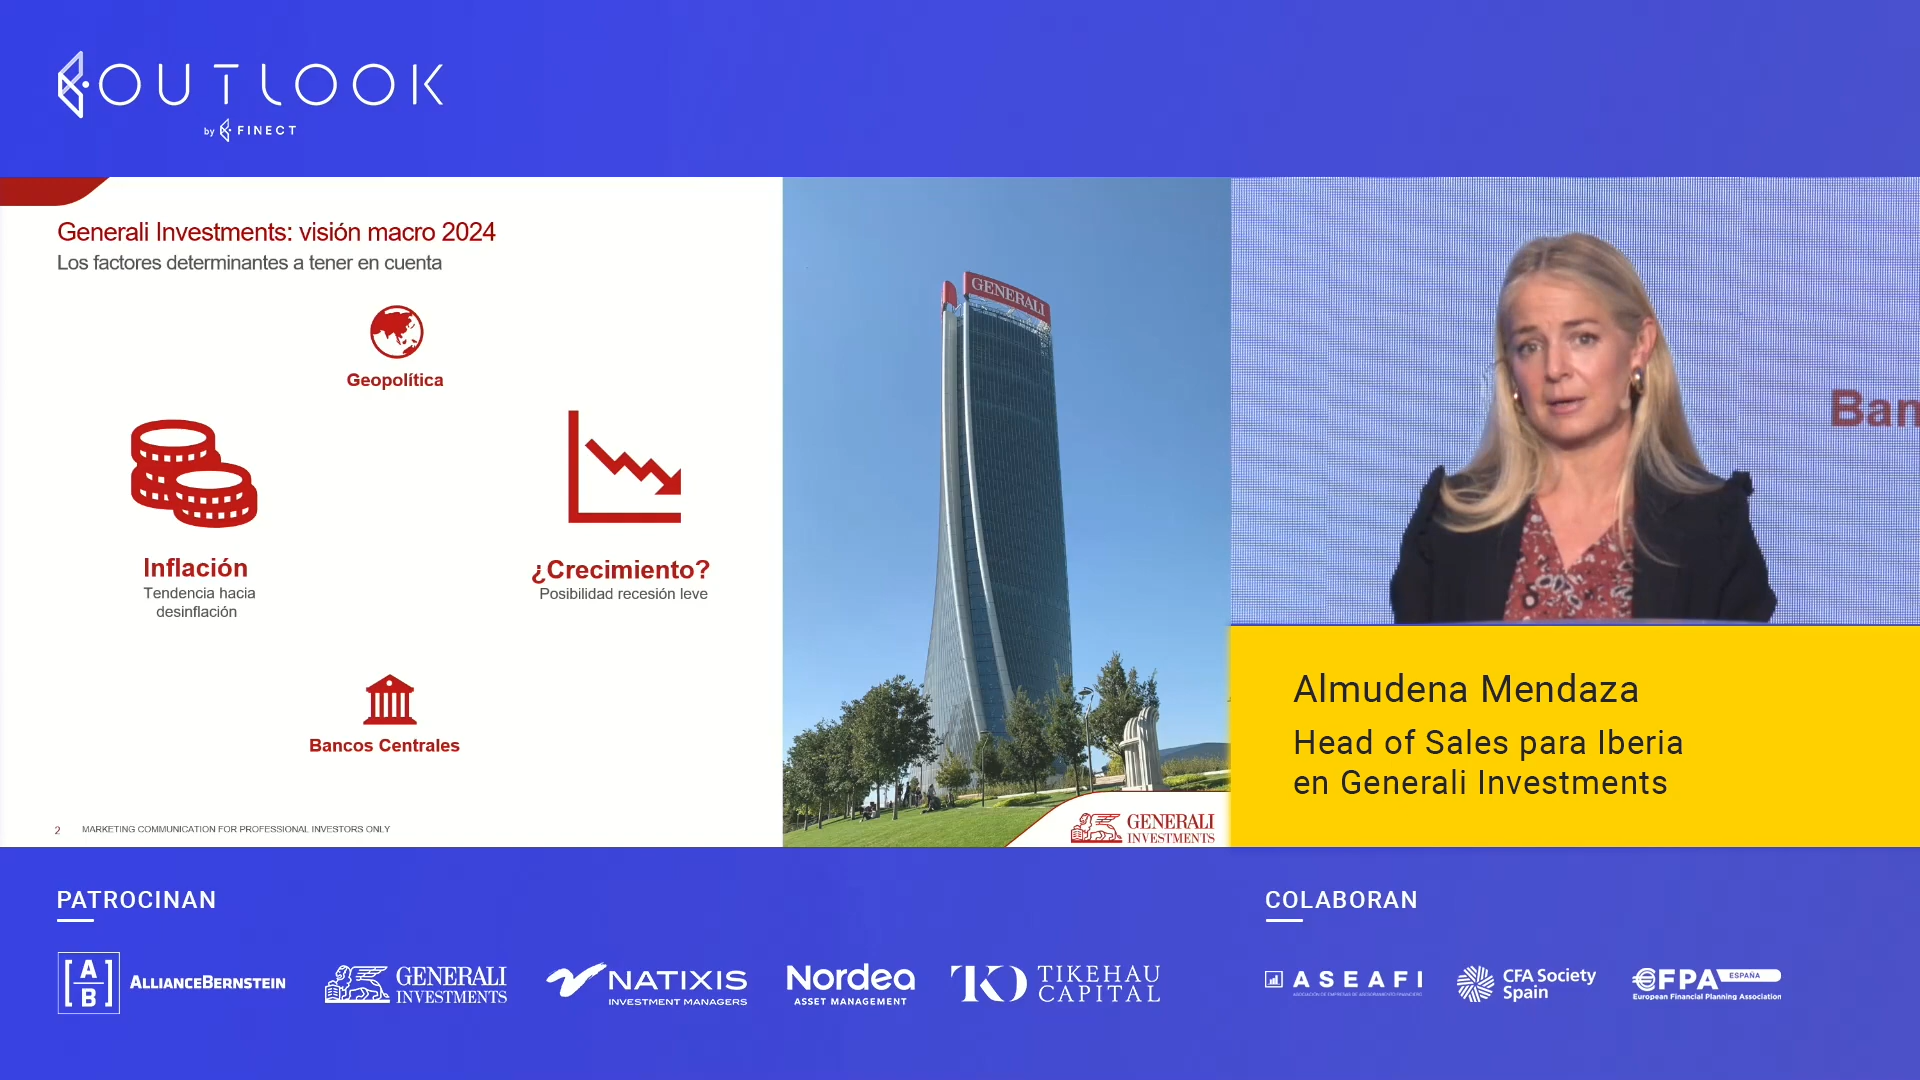 OUTLOOK
by FINECT
Generali Investments: visión macro 2024
Los factores determinantes a tener en cuenta
Geopolítica
Inflación
Tendencia hacia
desinflación
¿Crecimiento?
Posibilidad recesión leve
Bancos Centrales
2 MARKETING COMMUNICATION FOR PROFESSIONAL INVESTORS ONLY
GENERALI
GENERALI
INVESTMENTS
Ban
Almudena Mendaza
Head of Sales para Iberia
en Generali Investments
PATROCINAN
[A
B] ALLIANCEBERNSTEIN
GENERALI
INVESTMENTS
NATIXIS
INVESTMENT MANAGERS
Nordea
ASSET MANAGEMENT
TIKEHAU
CAPITAL
COLABORAN
ASEAFI
CFA Society
Spain
EFPA ESPAÑA
European Financial Planning Association